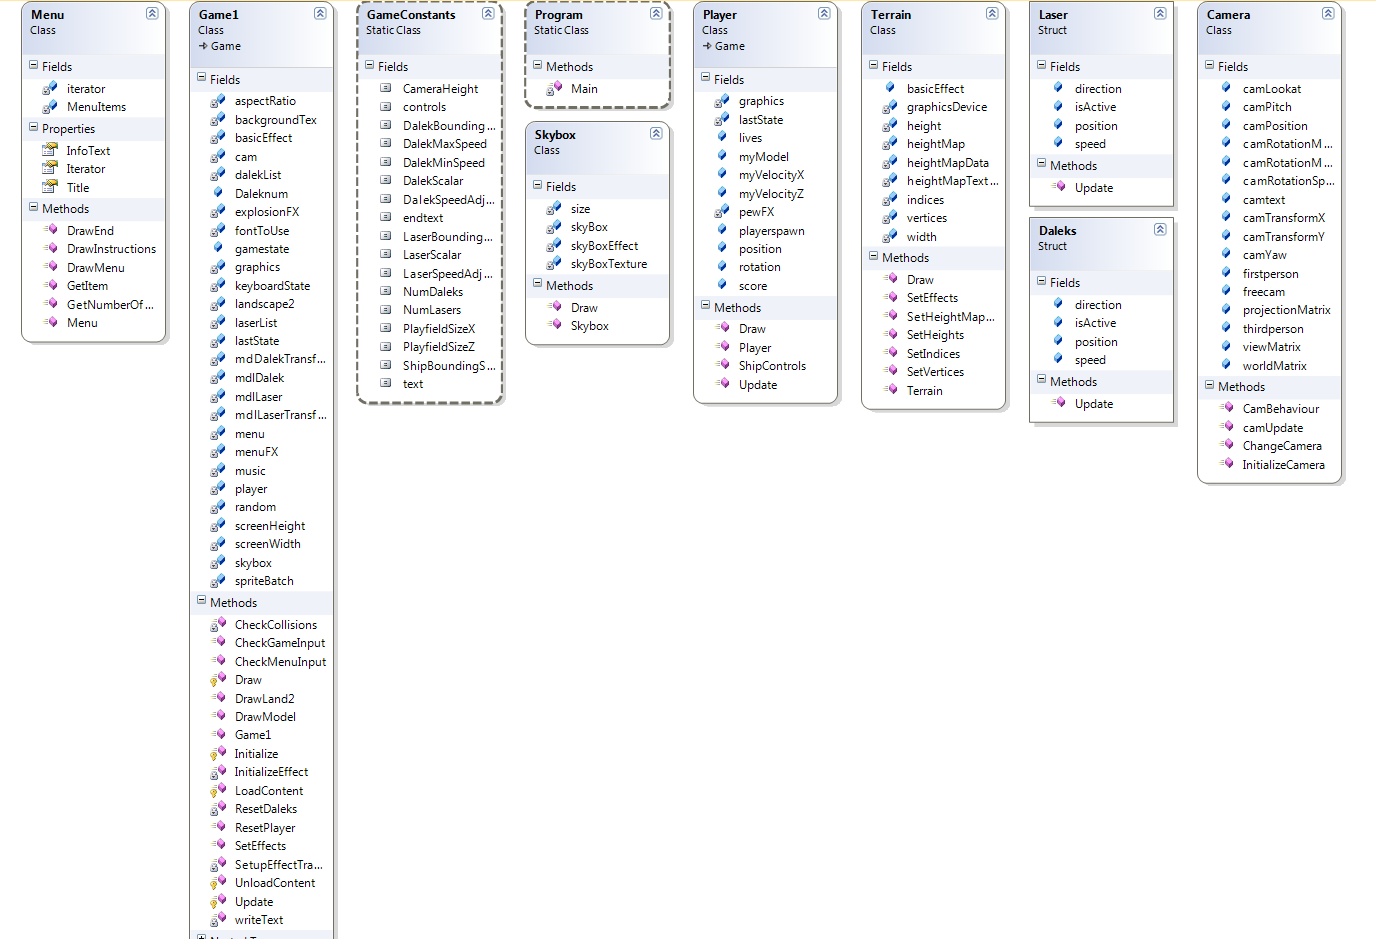 Menu
Class
Fields
iterator
MenuItems
Properties
InfoText
Iterator
Title
Methods
DrawEnd
DrawInstructions
DrawMenu
GetItem
GetNumberOf ...
Menu
Game1
Class
Game
Fields
aspectRatio
backgroundTex
basicEffect
cam
dalekList
Daleknum
explosionFX
fontToUse
gamestate
graphics
keyboardState
landscape2
laserList
lastState
mdDalekTransf...
mdlDalek
mdlLaser
mdlLaserTransf...
menu
menuFX
music
player
random
screenHeight
screenWidth
skybox
spriteBatch
Methods
CheckCollisions
CheckGameInput
CheckMenuInput
Draw
DrawLand2
DrawModel
Game1
Initialize
InitializeEffect
LoadContent
ResetDaleks
ResetPlayer
SetEffects
SetupEffectTra...
UnloadContent
Update
writeText
GameConstants
Static Class
Fields
CameraHeight
controls
DalekBounding...
DalekMaxSpeed
DalekMinSpeed
DalekScalar
DalekSpeedAdj...
endtext
LaserBounding...
LaserScalar
LaserSpeedAdj...
NumDaleks
NumLasers
PlayfieldSizeX
PlayfieldSizeZ
ShipBoundingS...
text
Program
Static Class
Methods
Main
Skybox
Class
Fields
size
skyBox
skyBoxEffect
skyBoxTexture
Methods
Draw
Skybox
Player
Class
Game
Fields
graphics
lastState
lives
myModel
myVelocityX
myVelocityZ
pewFX
playerspawn
position
rotation
score
Methods
Draw
Player
ShipControls
Update
Terrain
Class
Fields
basicEffect
graphicsDevice
height
heightMap
heightMapData
heightMapText...
indices
vertices
width
Methods
Draw
SetEffects
SetHeightMap...
SetHeights
SetIndices
SetVertices
Terrain
Laser
Struct
Fields
direction
isActive
position
speed
Methods
Update
Daleks
Struct
Fields
direction
isActive
position
speed
Methods
Update
Camera
Class
Fields
camLookat
camPitch
camPosition
camRotationM...
camRotationM...
camRotationSp...
camtext
camTransformX
camTransformY
camYaw
firstperson
freecam
projectionMatrix
thirdperson
viewMatrix
worldMatrix
Methods
CamBehaviour
camUpdate
ChangeCamera
InitializeCamera